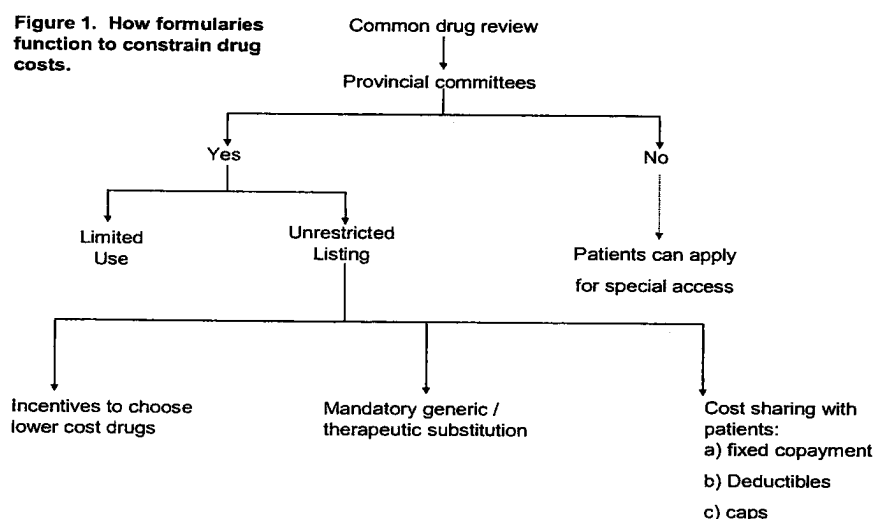 Figure 1. How formularies
function to constrain drug
costs.
Common drug review
Provincial committees
Yes
No
Limited
Use
Unrestricted
Listing
Patients can apply
for special access
Incentives to choose
lower cost drugs
Mandatory generic /
therapeutic substitution
Cost sharing with
patients:
a) fixed copayment
b) Deductibles
c) caps